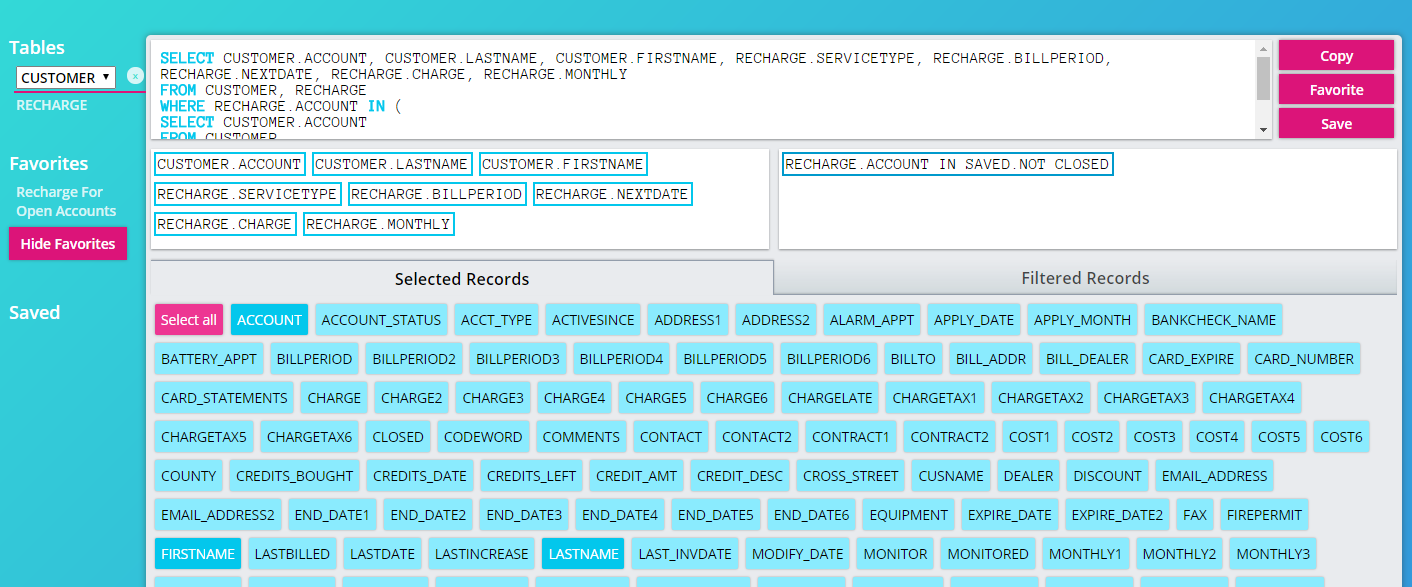 Tables
CUSTOMER
x
RECHARGE
Favorites
Recharge For
Open Accounts
Hide Favorites
Saved
SELECT CUSTOMER.ACCOUNT, CUSTOMER.LASTNAME, CUSTOMER.FIRSTNAME, RECHARGE.SERVICETYPE, RECHARGE.BILLPERIOD,
RECHARGE.NEXTDATE, RECHARGE.CHARGE, RECHARGE.MONTHLY
FROM CUSTOMER, RECHARGE
WHERE RECHARGE.ACCOUNT IN (
SELECT CUSTOMER.ACCOUNT
FROM CUSTOMER
Copy
Favorite
Save
CUSTOMER.ACCOUNT CUSTOMER.LASTNAME CUSTOMER.FIRSTNAME
RECHARGE.SERVICETYPE RECHARGE.BILLPERIOD RECHARGE.NEXTDATE
RECHARGE.CHARGE RECHARGE.MONTHLY
RECHARGE.ACCOUNT IN SAVED.NOT CLOSED
Selected Records Filtered Records
Select all ACCOUNT ACCOUNT_STATUS ACCT_TYPE ACTIVESINCE ADDRESS1 ADDRESS2 ALARM_APPT APPLY_DATE APPLY_MONTH BANKCHECK_NAME
BATTERY_APPT BILLPERIOD BILLPERIOD2 BILLPERIOD3 BILLPERIOD4 BILLPERIOD5 BILLPERIOD6 BILLTO BILL_ADDR BILL_DEALER CARD_EXPIRE CARD_NUMBER
CARD_STATEMENTS CHARGE CHARGE2 CHARGE3 CHARGE4 CHARGE5 CHARGE6 CHARGELATE CHARGETAX1 CHARGETAX2 CHARGETAX3 CHARGETAX4
CHARGETAX5 CHARGETAX6 CLOSED CODEWORD COMMENTS CONTACT CONTACT2 CONTRACT1 CONTRACT2 COST1 COST2 COST3 COST4 COST5 COST6
COUNTY CREDITS_BOUGHT CREDITS_DATE CREDITS_LEFT CREDIT_AMT CREDIT_DESC CROSS_STREET CUSNAME DEALER DISCOUNT EMAIL_ADDRESS
EMAIL_ADDRESS2 END_DATE1 END_DATE2 END_DATE3 END_DATE4 END_DATE5 END_DATE6 EQUIPMENT EXPIRE_DATE EXPIRE_DATE2 FAX FIREPERMIT
FIRSTNAME LASTBILLED LASTDATE LASTINCREASE LASTNAME LAST_INVDATE MODIFY_DATE MONITOR MONITORED MONTHLY1 MONTHLY2 MONTHLY3